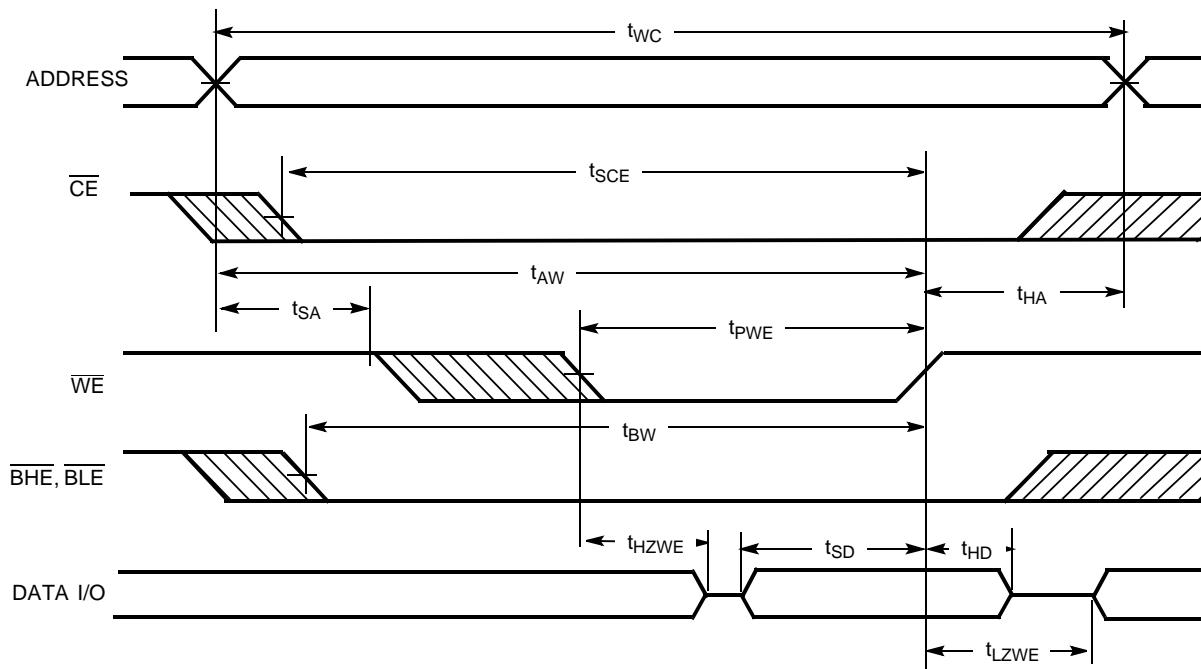 tWC
ADDRESS
tSCE
CE
tAW
tSA
tHA
tPWE
WE
tBW
BHE, BLE
tHZWE
tSD
tHD
DATA I/O
tLZWE